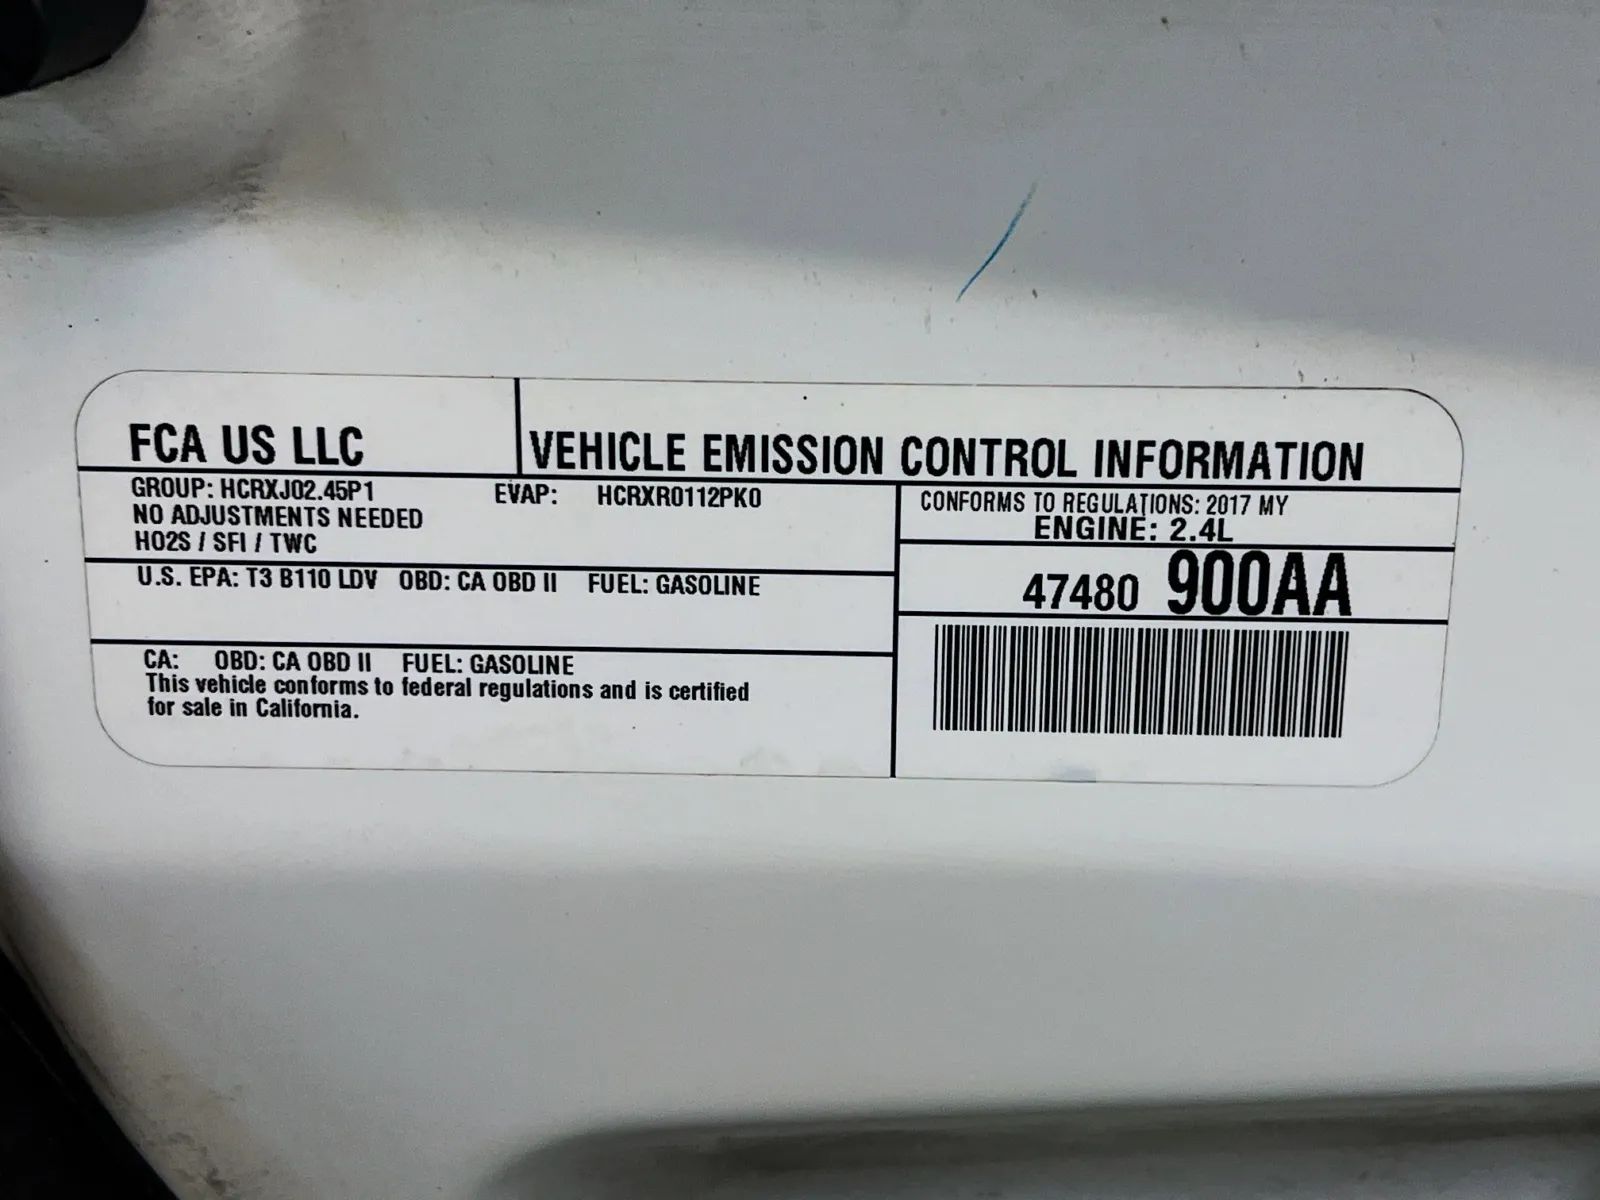 FCA US LLC
VEHICLE EMISSION CONTROL INFORMATION
GROUP: HCRXJ02.45P1 EVAP: HCRXR0112PK0
NO ADJUSTMENTS NEEDED
HO2S / SFI / TWC
U.S. EPA: T3 B110 LDV OBD: CA OBD II FUEL: GASOLINE
CA: OBD: CA OBD II FUEL: GASOLINE
This vehicle conforms to federal regulations and is certified
for sale in California.
CONFORMS TO REGULATIONS: 2017 MY
ENGINE: 2.4L
47480 900AA